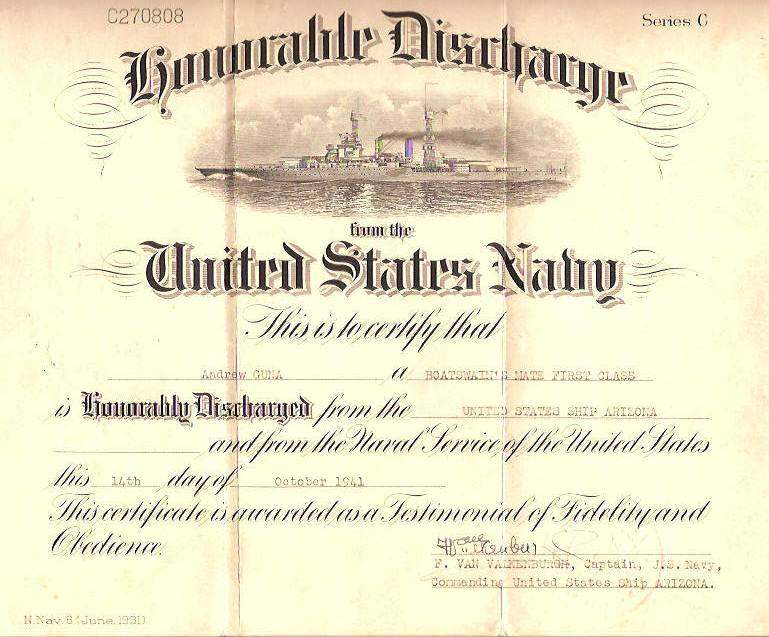 C270808
Series C
Honorable Discharge
from the
United States Navy
This is to certify that
Andrew GUNA a BOATSWAIN'S MATE FIRST CLASS
is Honorably Discharged from the UNITED STATES SHIP ARIZONA
and from the Naval Service of the United States
this 14th day of October 1941
This certificate is awarded as a Testimonial of Fidelity and
Obedience.
F. VAN VALKENBURGH, Captain, U.S. Navy,
Commanding United States Ship ARIZONA.
N. Nav. 6 (June, 1931)